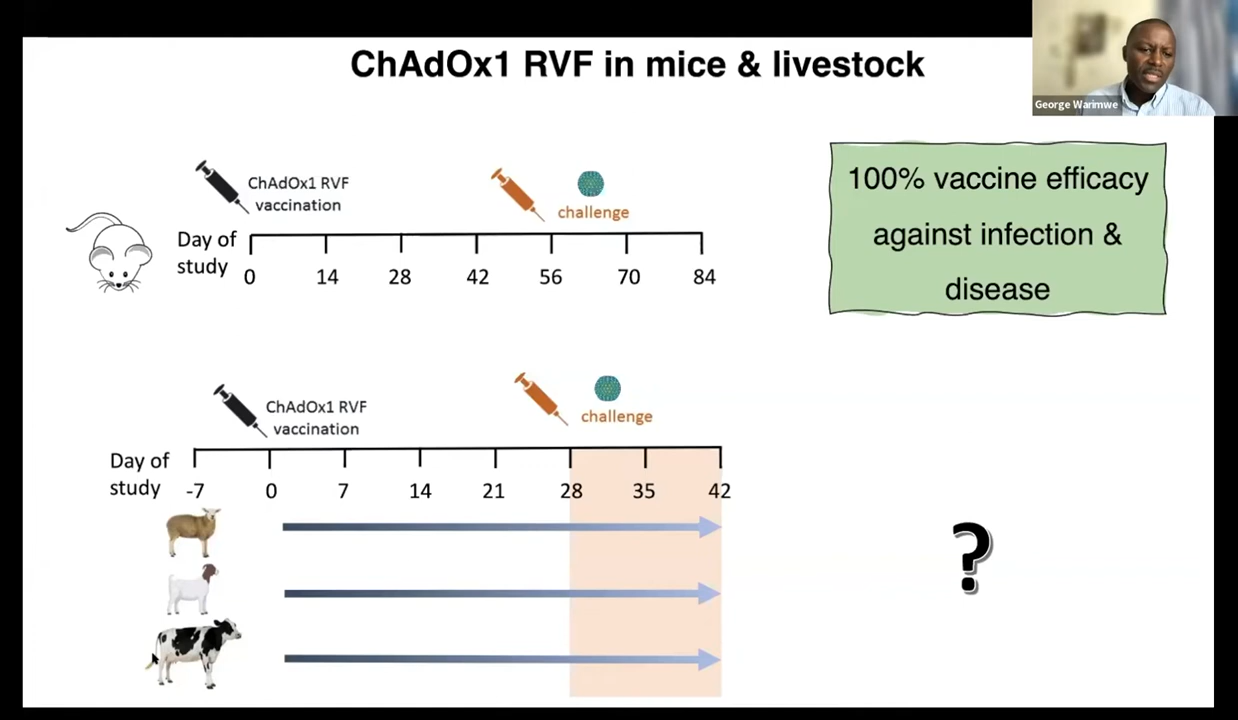 ChAdOx1 RVF in mice & livestock
George Warimwe
ChAdOx1 RVF
vaccination
challenge
Day of
study
0 14 28 42 56 70 84
100% vaccine efficacy
against infection &
disease
ChAdOx1 RVF
vaccination
challenge
Day of
study
-7 0 7 14 21 28 35 42
?